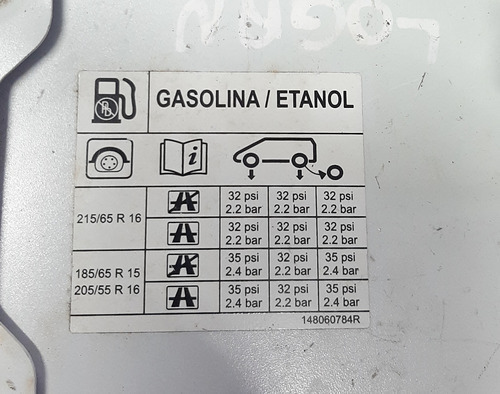 LOGAN
Pb
GASOLINA / ETANOL
i
215/65 R 16
32 psi 32 psi 32 psi
2.2 bar 2.2 bar 2.2 bar
32 psi 32 psi 32 psi
2.2 bar 2.2 bar 2.2 bar
185/65 R 15
205/55 R 16
35 psi 32 psi 35 psi
2.4 bar 2.2 bar 2.4 bar
35 psi 32 psi 35 psi
2.4 bar 2.2 bar 2.4 bar
148060784R